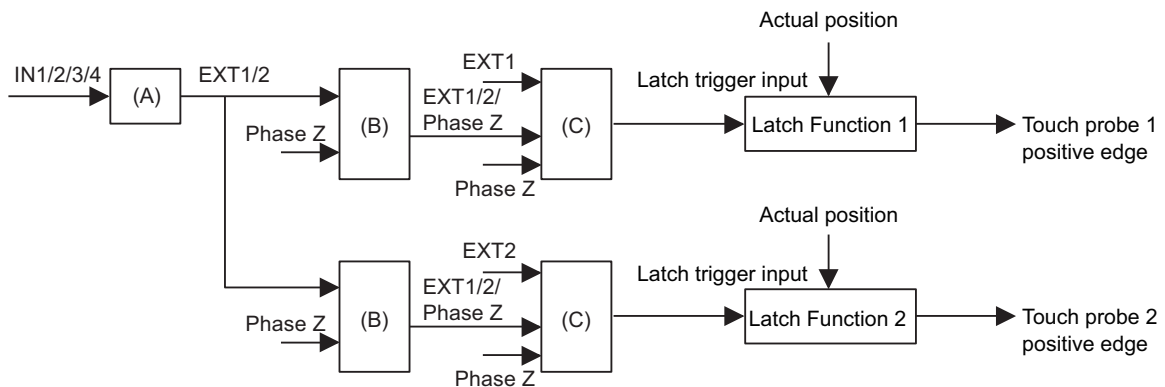 Actual position
IN1/2/3/4
EXT1/2
EXT1
Latch trigger input
(A)
(B)
EXT1/2/
Phase Z
(C)
Phase Z
Latch Function 1
Touch probe 1
positive edge
Phase Z
Actual position
EXT2
Latch trigger input
EXT1/2/
Phase Z
(B)
(C)
Phase Z
Latch Function 2
Touch probe 2
positive edge
Phase Z